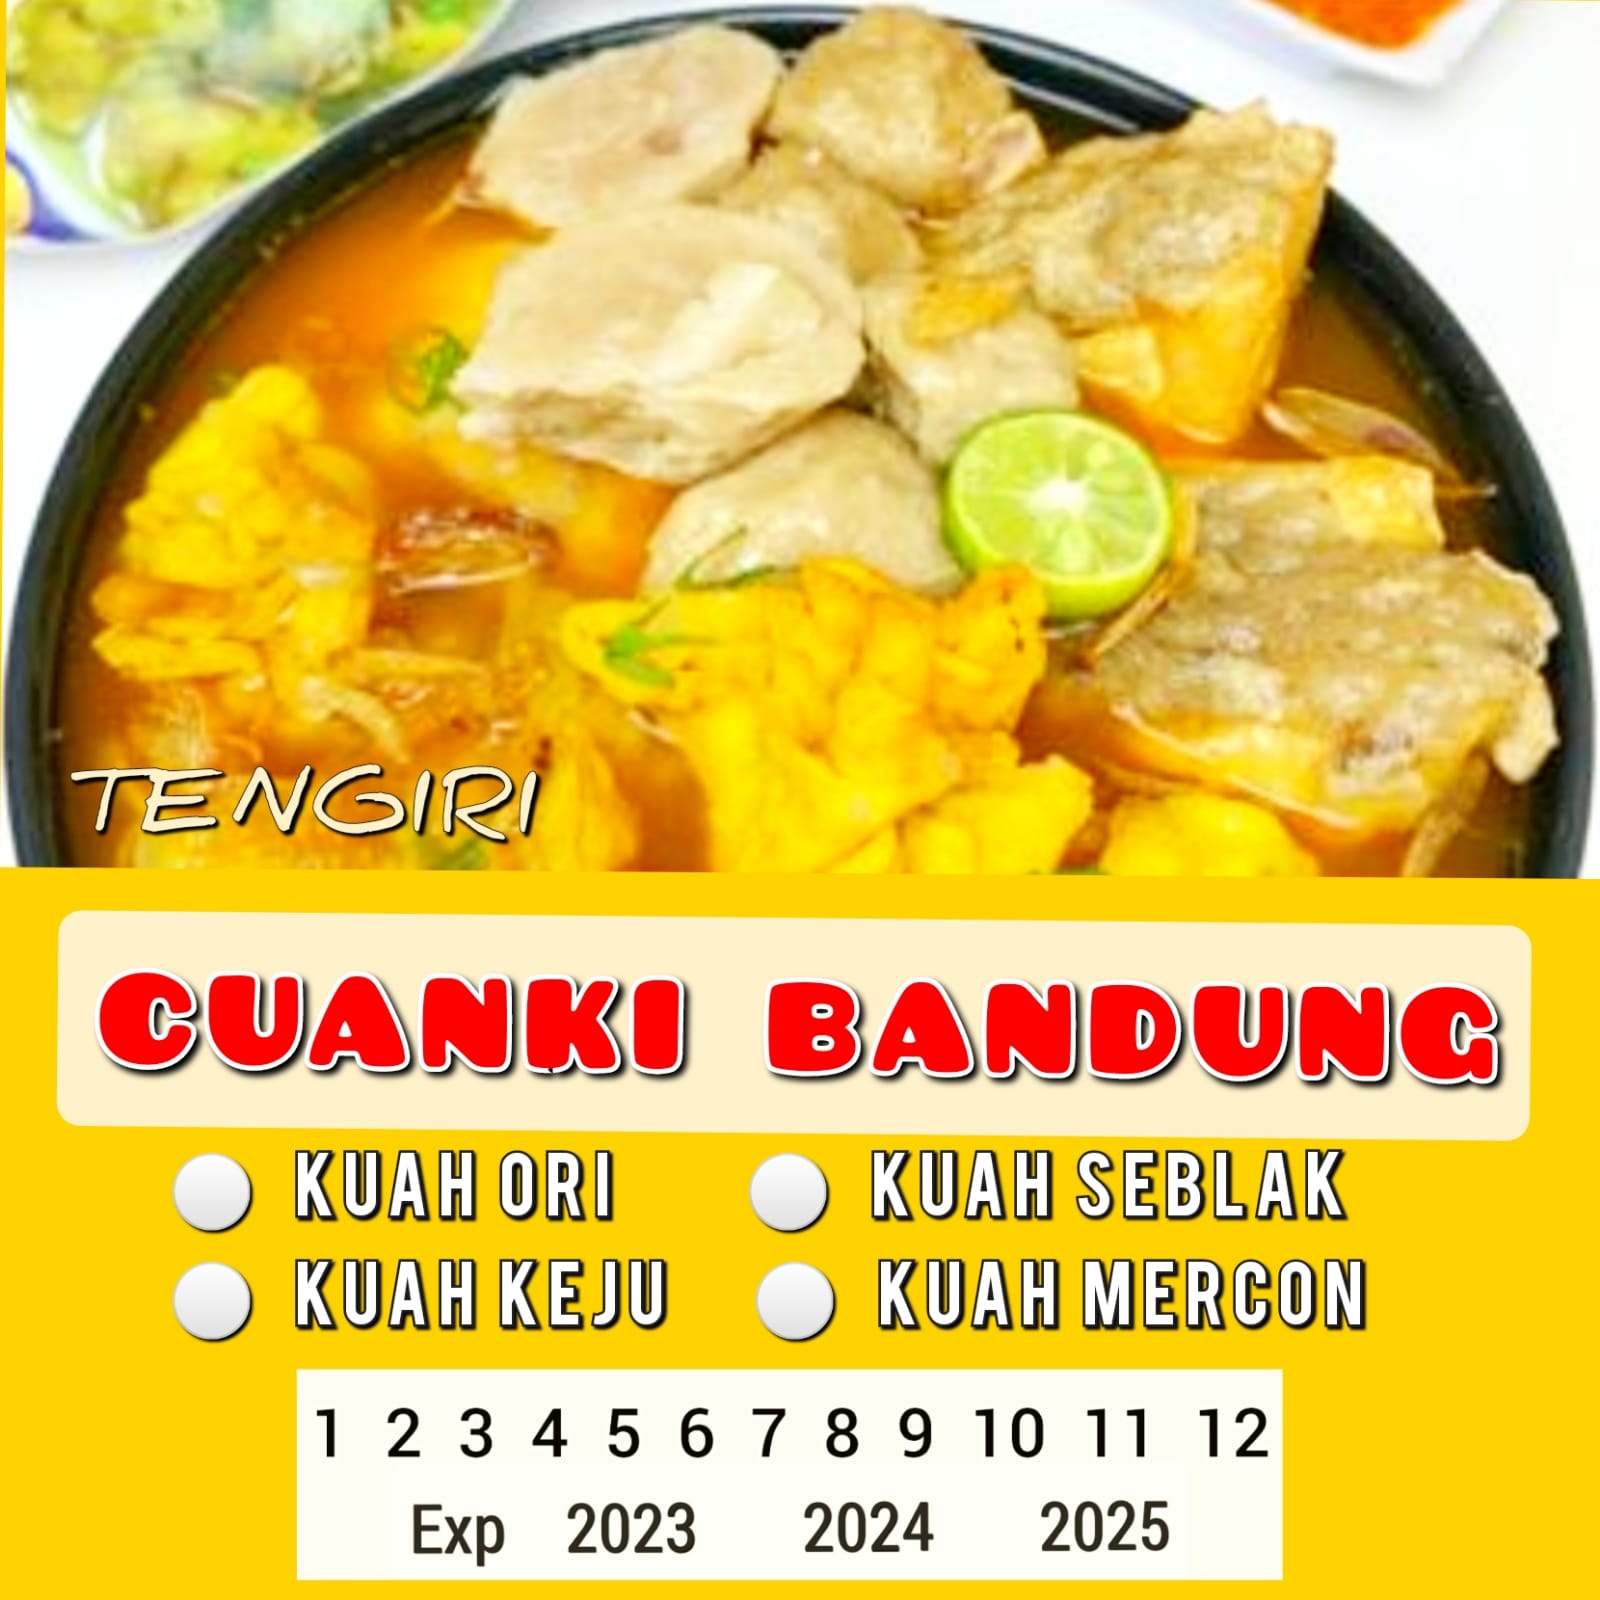 TENGIRI
CUANKI BANDUNG
KUAH ORI
KUAH SEBLAK
KUAH KEJU
KUAH MERCON
1 2 3 4 5 6 7 8 9 10 11 12
Exp 2023 2024 2025